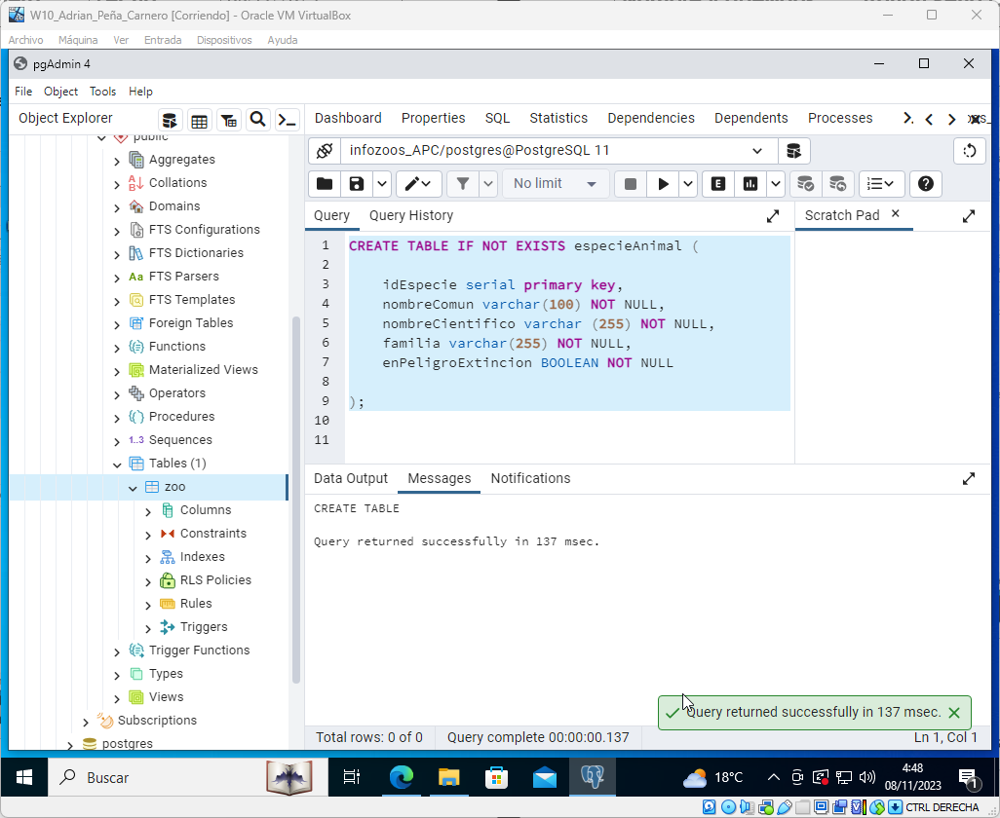 W10_Adrian_Peña_Carnero [Corriendo] - Oracle VM VirtualBox
Archivo Máquina Ver Entrada Dispositivos Ayuda
pgAdmin 4
File Object Tools Help
Object Explorer
Dashboard Properties SQL Statistics Dependencies Dependents Processes
public
Aggregates
Collations
Domains
FTS Configurations
FTS Dictionaries
Aa FTS Parsers
FTS Templates
Foreign Tables
Functions
Materialized Views
Operators
Procedures
1..3 Sequences
Tables (1)
zoo
Columns
Constraints
Indexes
RLS Policies
Rules
Triggers
Trigger Functions
Types
Views
Subscriptions
postgres
infozoos_APC/postgres@PostgreSQL 11
No limit
E
Query Query History
Scratch Pad
1 CREATE TABLE IF NOT EXISTS especieAnimal (
2
3 idEspecie serial primary key,
4 nombreComun varchar(100) NOT NULL,
5 nombreCientifico varchar (255) NOT NULL,
6 familia varchar(255) NOT NULL,
7 enPeligroExtincion BOOLEAN NOT NULL
8
9 );
10
11
Data Output Messages Notifications
CREATE TABLE
Query returned successfully in 137 msec.
Query returned successfully in 137 msec.
Total rows: 0 of 0 Query complete 00:00:00.137 Ln 1, Col 1
Buscar
18°C
4:48
08/11/2023
1
CTRL DERECHA